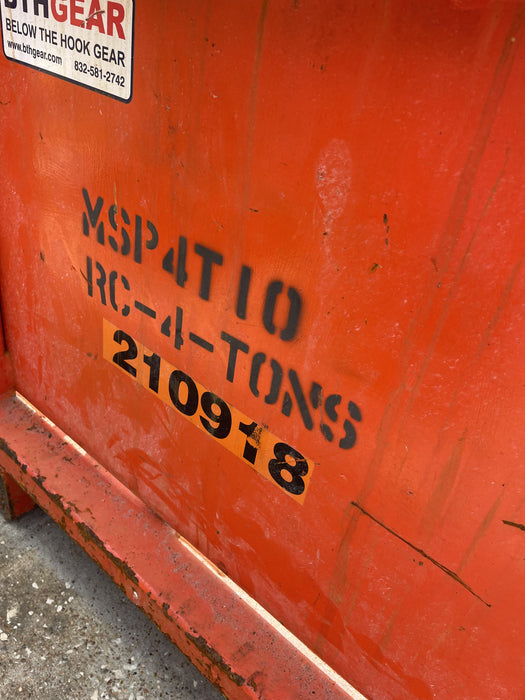 BTHGEAR
BELOW THE HOOK GEAR
www.bthgear.com 832-581-2742
MSP4T10
RC-4-TONS
210918